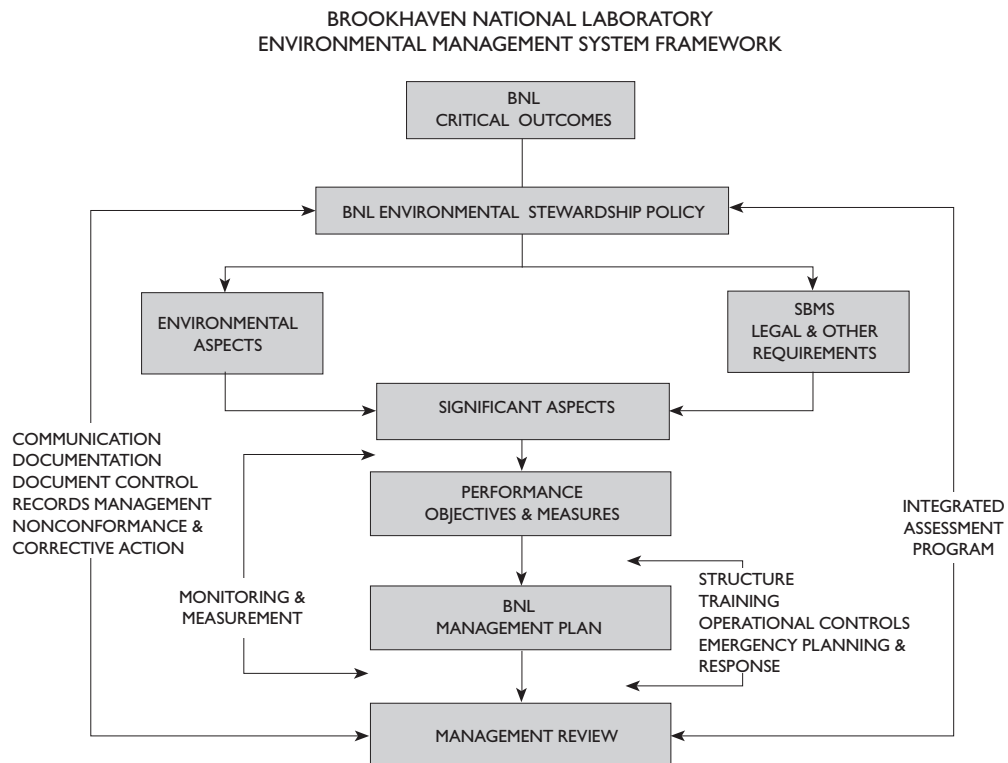 BROOKHAVEN NATIONAL LABORATORY
ENVIRONMENTAL MANAGEMENT SYSTEM FRAMEWORK
BNL
CRITICAL OUTCOMES
BNL ENVIRONMENTAL STEWARDSHIP POLICY
ENVIRONMENTAL
ASPECTS
SBMS
LEGAL & OTHER
REQUIREMENTS
SIGNIFICANT ASPECTS
COMMUNICATION
DOCUMENTATION
DOCUMENT CONTROL
RECORDS MANAGEMENT
NONCONFORMANCE &
CORRECTIVE ACTION
PERFORMANCE
OBJECTIVES & MEASURES
INTEGRATED
ASSESSMENT
PROGRAM
MONITORING &
MEASUREMENT
BNL
MANAGEMENT PLAN
STRUCTURE
TRAINING
OPERATIONAL CONTROLS
EMERGENCY PLANNING &
RESPONSE
MANAGEMENT REVIEW